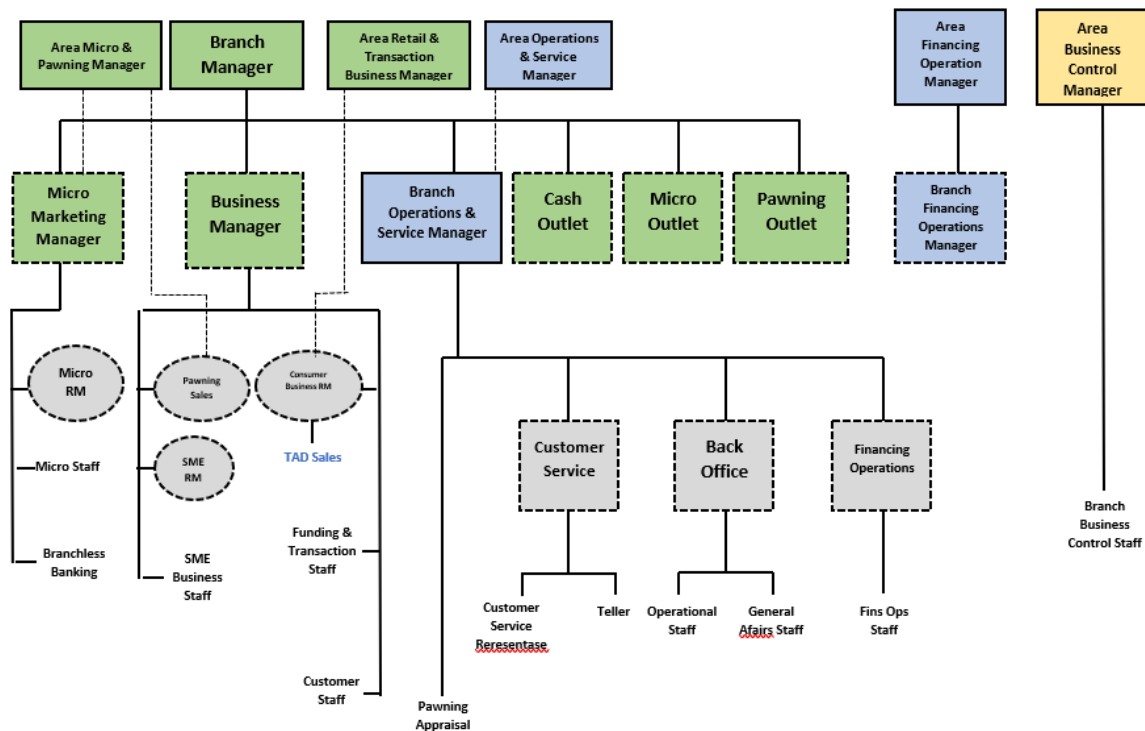 Area Micro &
Pawning Manager
Branch
Manager
Area Retail &
Transaction
Business Manager
Area Operations
& Service
Manager
Area
Financing
Operation
Manager
Area
Business
Control
Manager
Micro
Marketing
Manager
Business
Manager
Branch
Operations &
Service Manager
Cash
Outlet
Micro
Outlet
Pawning
Outlet
Branch
Financing
Operations
Manager
Micro
RM
Pawning
Sales
Consumer
Business RM
TAD Sales
Micro Staff
SME
RM
Customer
Service
Back
Office
Financing
Operations
Branch
Business
Control Staff
Funding &
Transaction
Staff
Branchless
Banking
SME
Business
Staff
Customer
Service
Reresentase
Teller
Operational
Staff
General
Afairs Staff
Fins Ops
Staff
Customer
Staff
Pawning
Appraisal